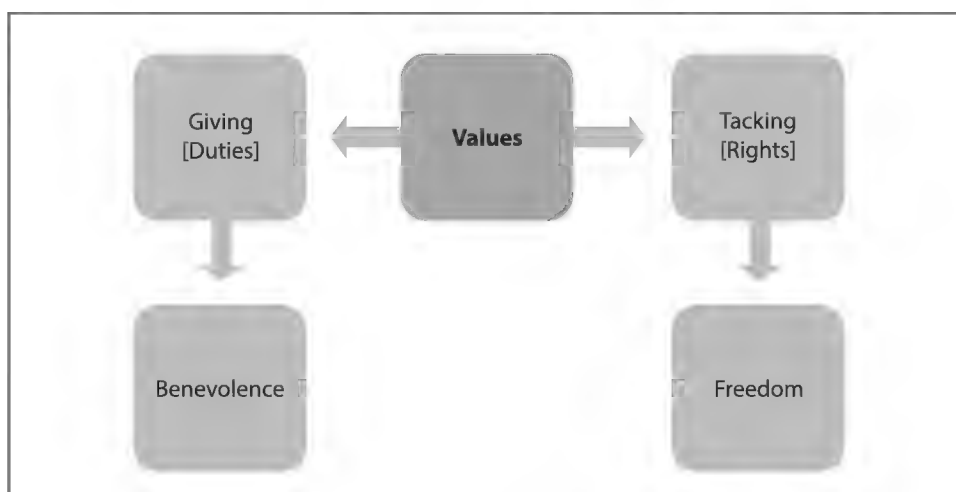 Giving
[Duties]
Values
Tacking
[Rights]
Benevolence
Freedom